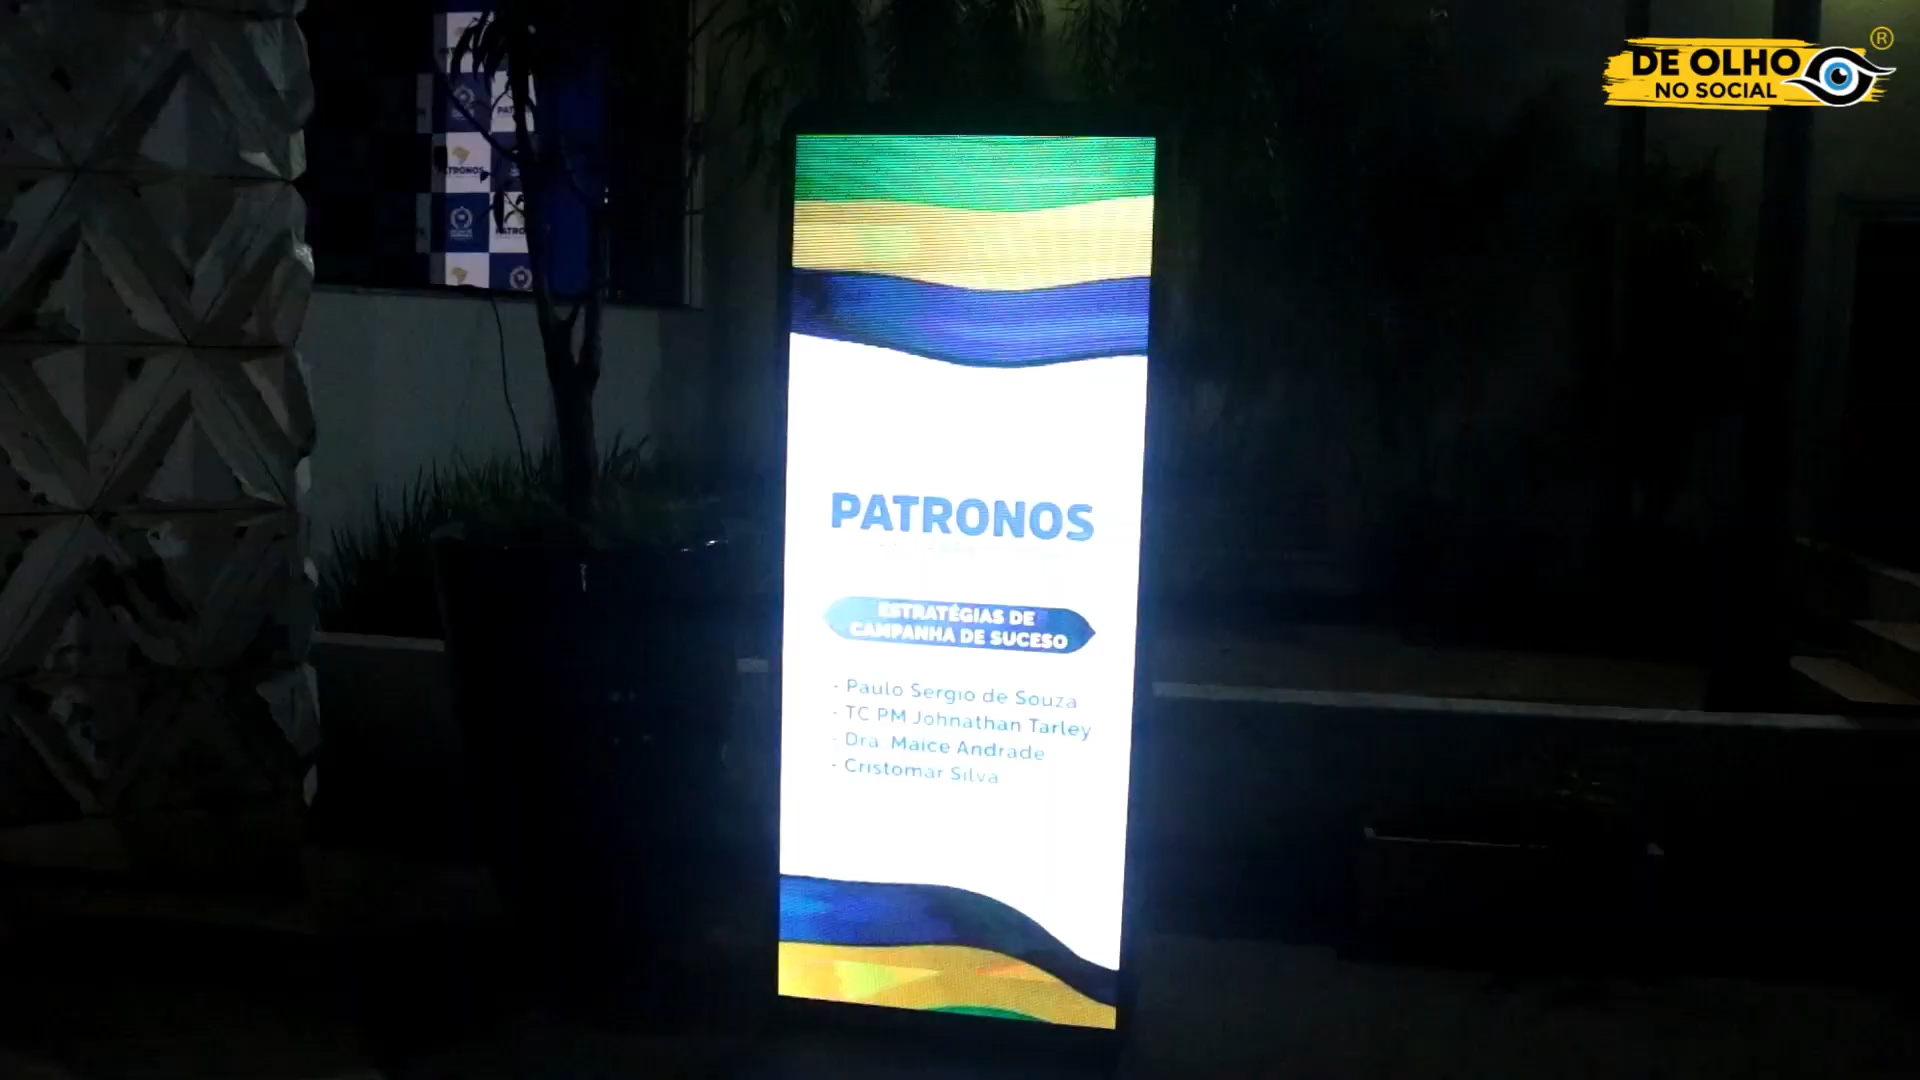 DE OLHO
NO SOCIAL
®
PATRONOS
PATRONOS
ESTRATÉGIAS DE
CAMPANHA DE SUCESO
- Paulo Sergio de Souza
- TC PM Johnathan Tarley
- Dra Maice Andrade
- Cristomar Silva